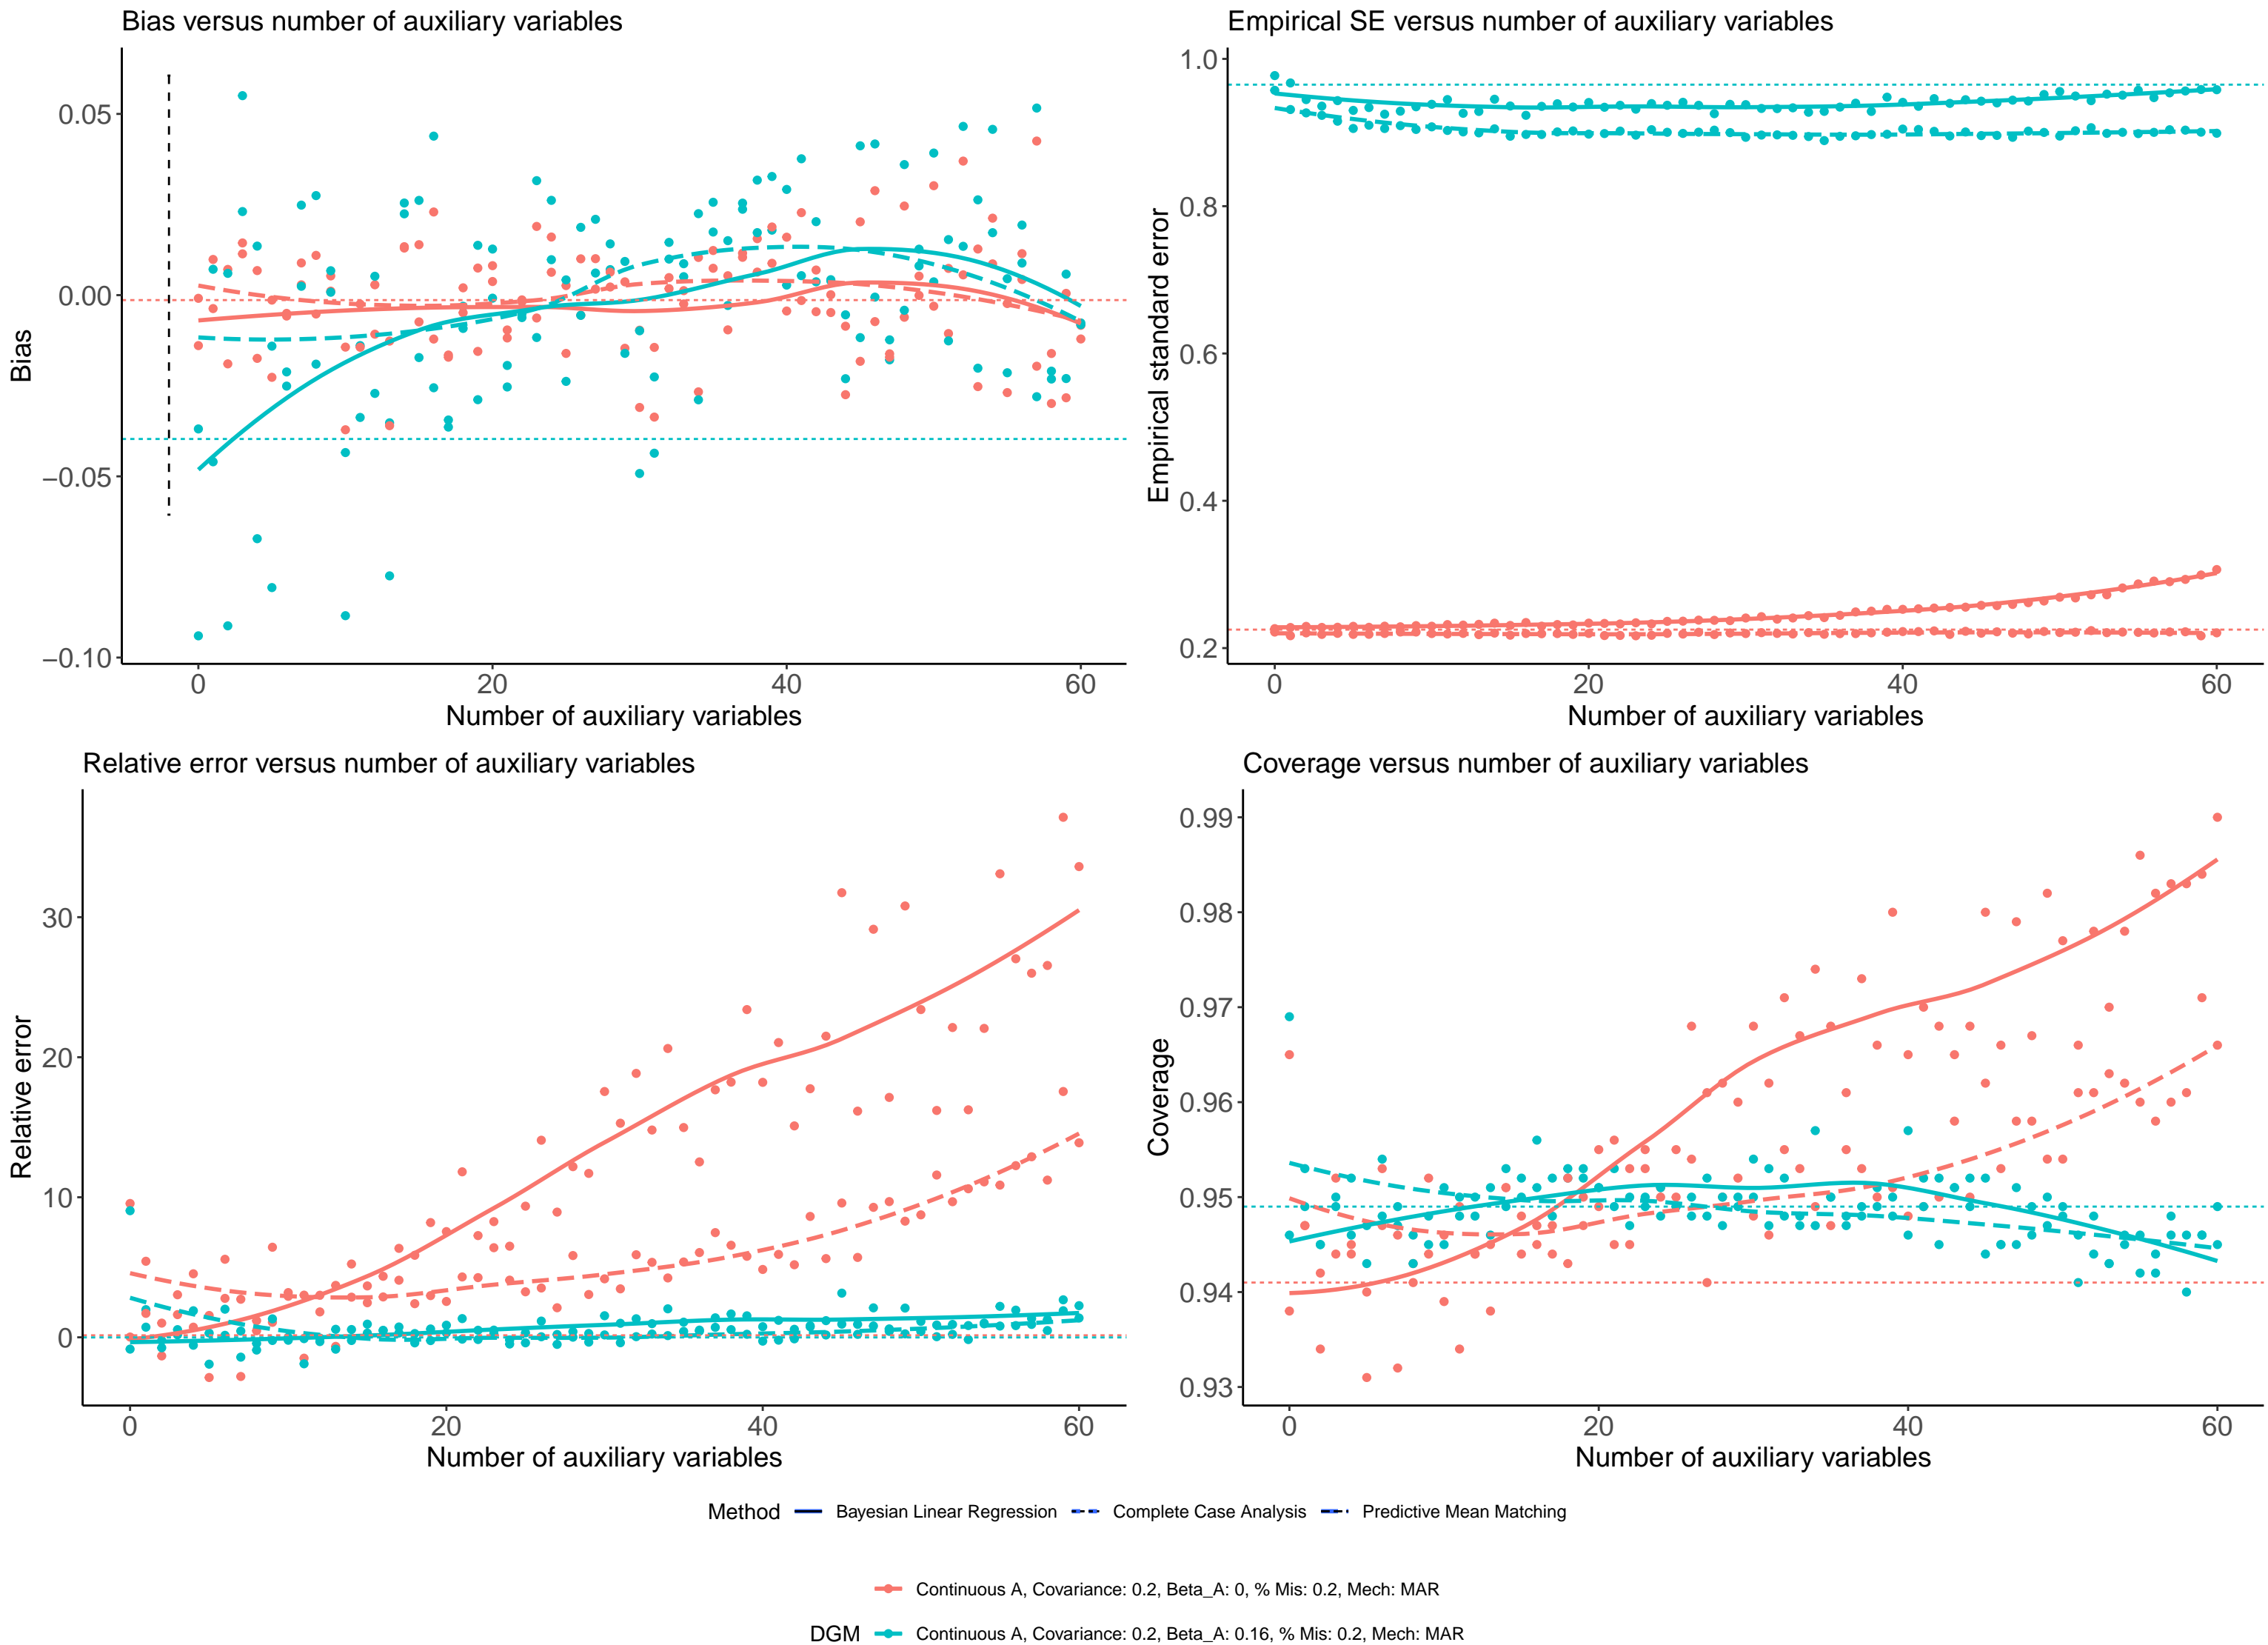 Bias versus number of auxiliary variables
0.05
0.00
−0.05
−0.10
Bias
0 20 40 60
Number of auxiliary variables
Empirical SE versus number of auxiliary variables
1.0
0.8
0.6
0.4
0.2
Empirical standard error
0 20 40 60
Number of auxiliary variables
Relative error versus number of auxiliary variables
30
20
10
0
Relative error
0 20 40 60
Number of auxiliary variables
Coverage versus number of auxiliary variables
0.99
0.98
0.97
0.96
0.95
0.94
0.93
Coverage
0 20 40 60
Number of auxiliary variables
Method Bayesian Linear Regression Complete Case Analysis Predictive Mean Matching
Continuous A, Covariance: 0.2, Beta_A: 0, % Mis: 0.2, Mech: MAR
DGM Continuous A, Covariance: 0.2, Beta_A: 0.16, % Mis: 0.2, Mech: MAR